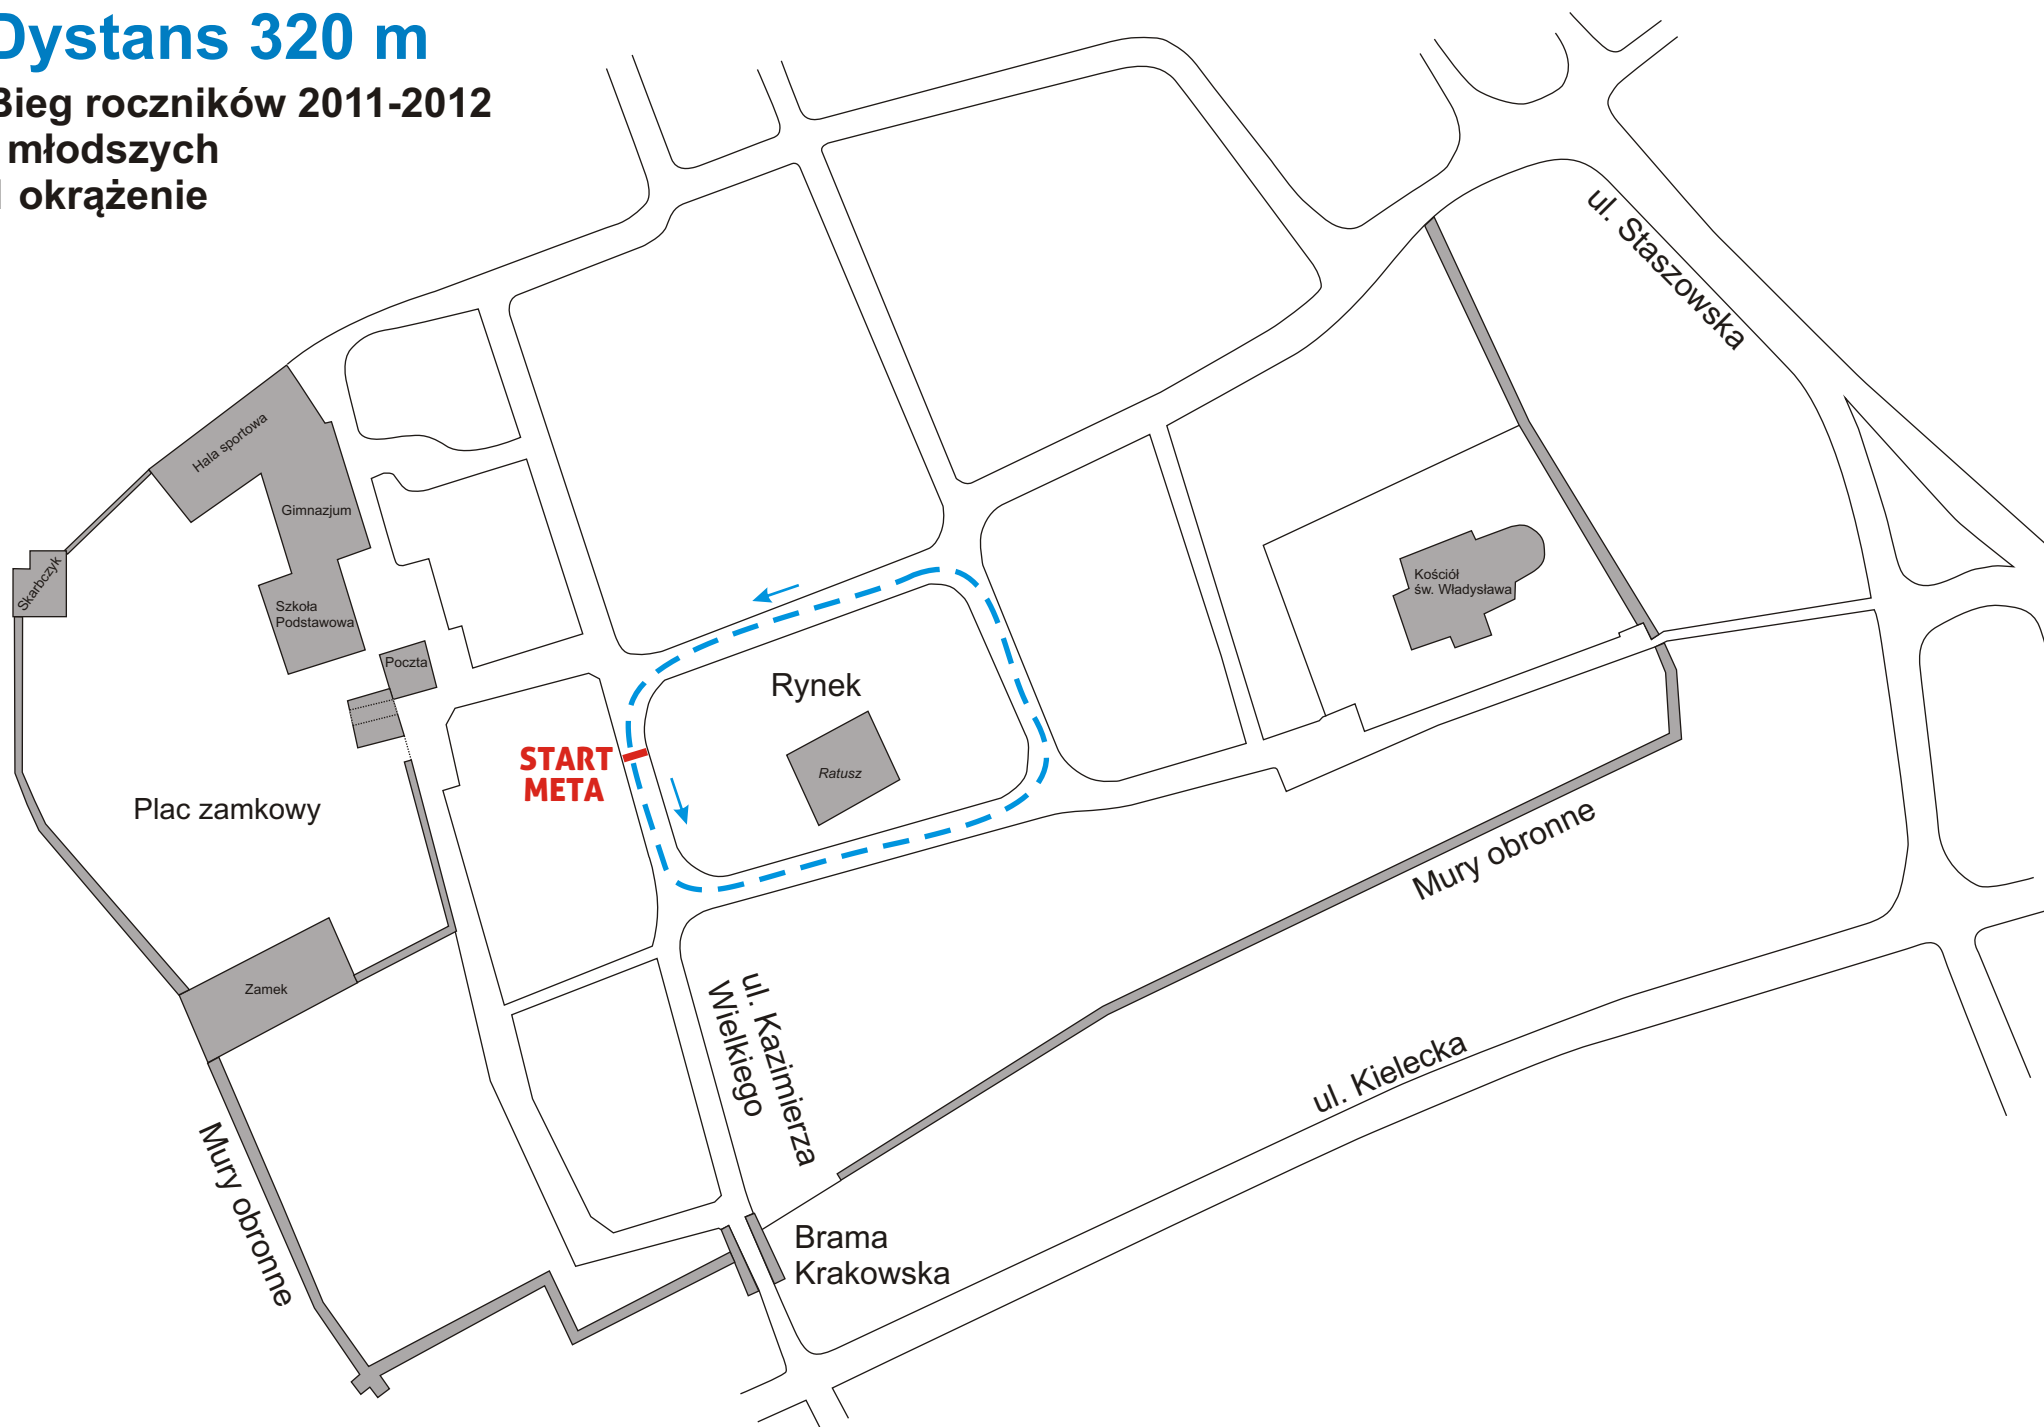 Dystans 320 m
Bieg roczników 2011-2012
młodszych
1 okrążenie
ul. Staszowska
Hala sportowa
Gimnazjum
Skarbczyk
Szkoła
Podstawowa
Poczta
Kościół
św. Władysława
Rynek
START
META
Ratusz
Plac zamkowy
Mury obronne
Zamek
ul. Kazimierza
Wielkiego
ul. Kielecka
Mury obronne
Brama
Krakowska